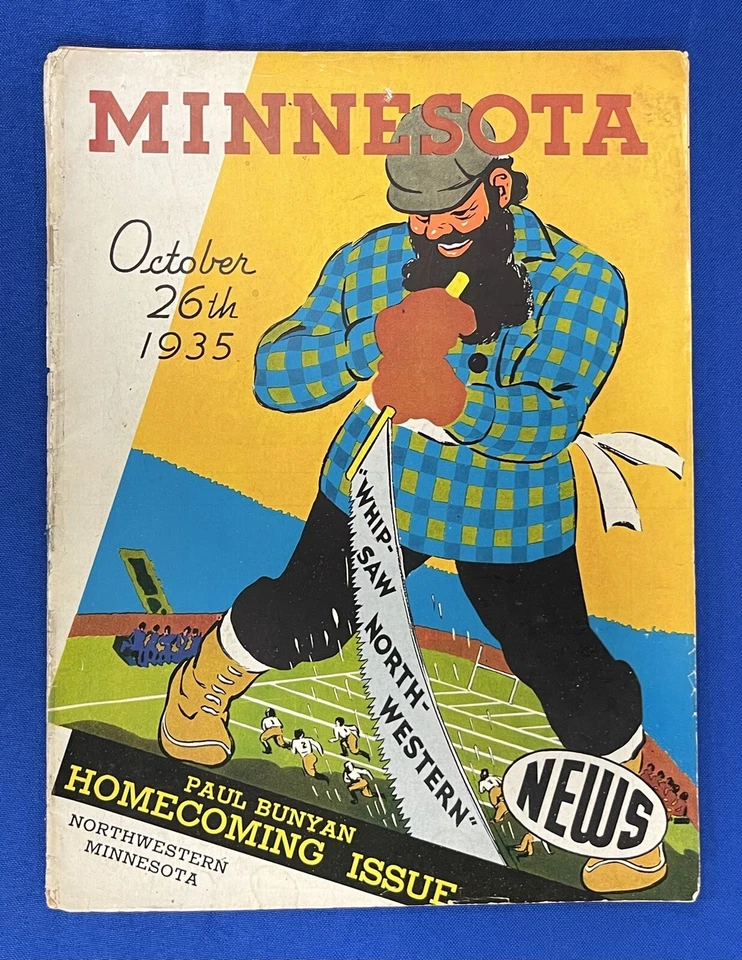 MINNESOTA
October
26th
1935
"WHIP-
SAW
NORTH-
WESTERN"
NEWS
PAUL BUNYAN
HOMECOMING ISSUE
NORTHWESTERN
MINNESOTA